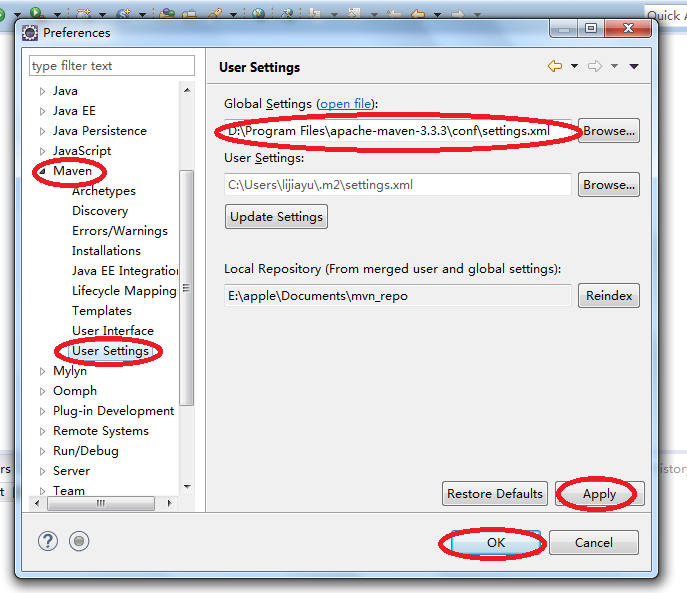 Quick A
Preferences
type filter text
Java
Java EE
Java Persistence
JavaScript
Maven
Archetypes
Discovery
Errors/Warnings
Installations
Java EE Integration
Lifecycle Mapping
Templates
User Interface
User Settings
Mylyn
Oomph
Plug-in Development
Remote Systems
Run/Debug
Server
Team
User Settings
Global Settings (open file):
D:\Program Files\apache-maven-3.3.3\conf\settings.xml
Browse...
User Settings:
C:\Users\lijiayu\.m2\settings.xml
Browse...
Update Settings
Local Repository (From merged user and global settings):
E:\apple\Documents\mvn_repo
Reindex
Restore Defaults
Apply
OK
Cancel
ers
t
istory